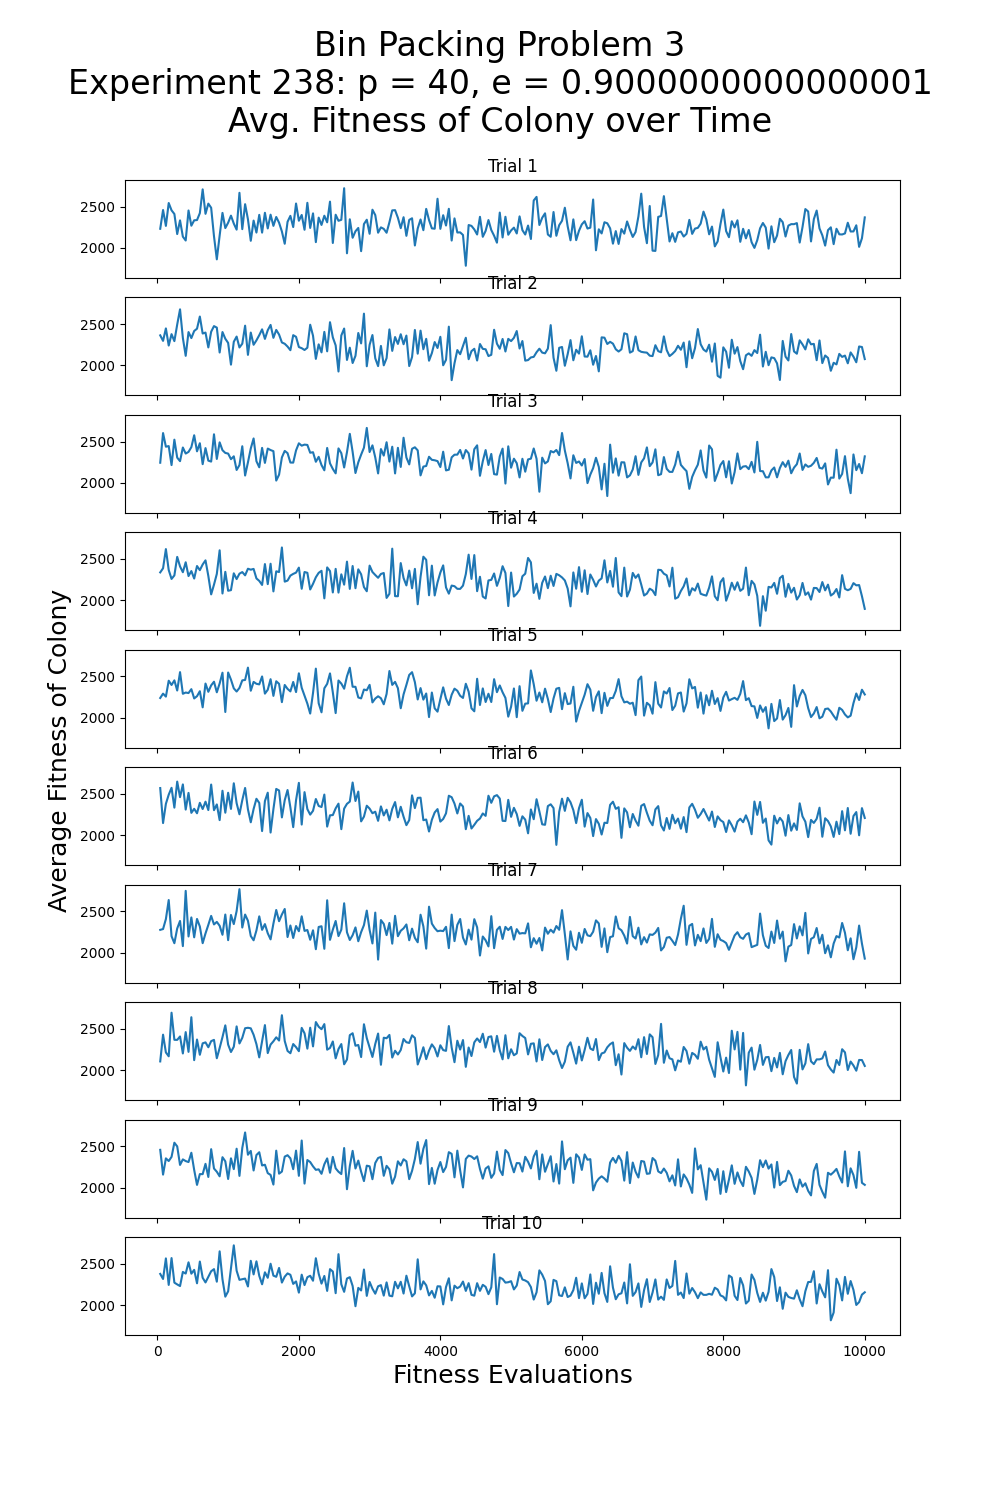 Bin Packing Problem 3
Experiment 238: p = 40, e = 0.9000000000000001
Avg. Fitness of Colony over Time
Trial 1
2500
2000
Trial 2
2500
2000
Trial 3
2500
2000
Trial 4
2500
2000
Trial 5
2500
2000
Trial 6
2500
2000
Trial 7
2500
2000
Trial 8
2500
2000
Trial 9
2500
2000
Trial 10
2500
2000
0 2000 4000 6000 8000 10000
Fitness Evaluations
Average Fitness of Colony